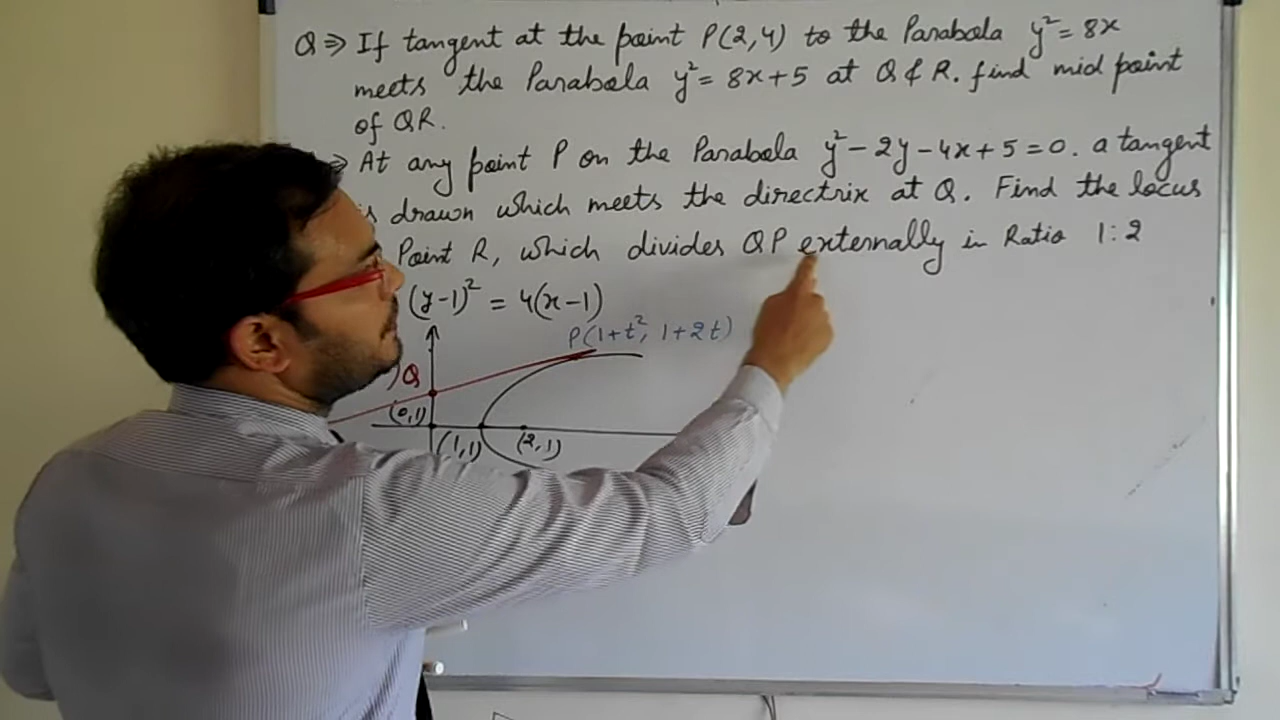 Q ⇒ If tangent at the point P(2,4) to the Parabola y² = 8x
meets the Parabola y² = 8x+5 at Q & R. find mid point
of QR.
⇒ At any point P on the Parabola y² - 2y - 4x + 5 = 0. a tangent
is drawn which meets the directrix at Q. Find the locus
Point R, which divides QP externally in Ratio 1:2
(y-1)² = 4(x-1)
P(1+t², 1+2t)
)Q
(0,1)
(1,1) (2,1)